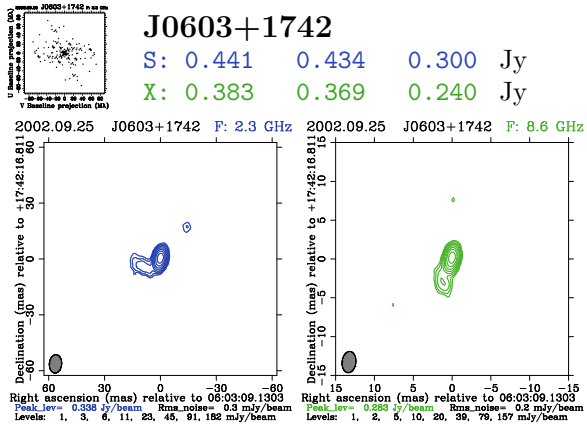 J0603+1742
S: 0.441 0.434 0.300 Jy
X: 0.383 0.369 0.240 Jy
U Baseline projection (MA)
V Baseline projection (MA)
2002.09.25 J0603+1742 F: 2.3 GHz
Declination (mas) relative to +17:42:16.811
60
30
0
-30
-60
60 30 0 -30 -60
Right ascension (mas) relative to 06:03:09.1303
Peak_lev= 0.338 Jy/beam Rms_noise= 0.3 mJy/beam
Levels: 1, 3, 6, 11, 23, 45, 91, 182 mJy/beam
2002.09.25 J0603+1742 F: 8.6 GHz
Declination (mas) relative to +17:42:16.811
15
10
5
0
-5
-10
-15
15 10 5 0 -5 -10 -15
Right ascension (mas) relative to 06:03:09.1303
Peak_lev= 0.283 Jy/beam Rms_noise= 0.2 mJy/beam
Levels: 1, 2, 5, 10, 20, 39, 79, 157 mJy/beam